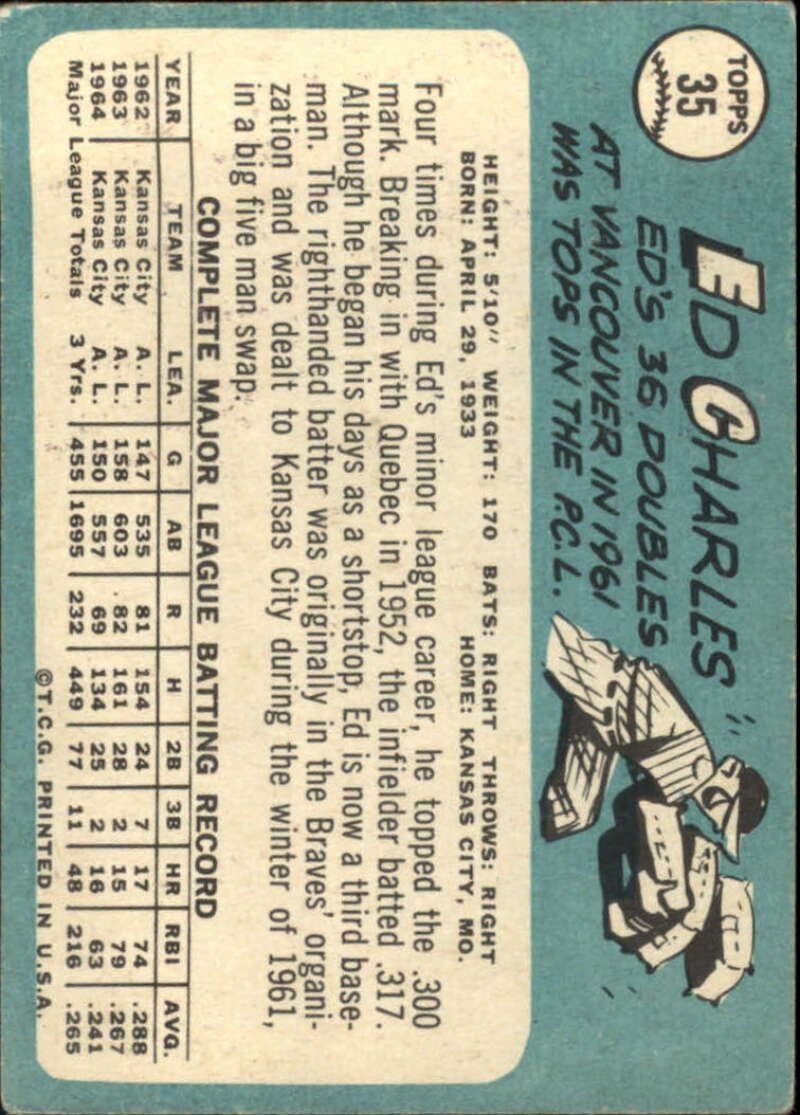 TOPPS
35
ED CHARLES
ED'S 36 DOUBLES
AT VANCOUVER IN 1961
WAS TOPS IN THE P.C.L.
HEIGHT: 5'10" WEIGHT: 170 BATS: RIGHT THROWS: RIGHT
BORN: APRIL 29, 1933 HOME: KANSAS CITY, MO.
Four times during Ed's minor league career, he topped the .300
mark. Breaking in with Quebec in 1952, the infielder batted .317.
Although he began his days as a shortstop, Ed is now a third base-
man. The righthanded batter was originally in the Braves' organi-
zation and was dealt to Kansas City during the winter of 1961,
in a big five man swap.
COMPLETE MAJOR LEAGUE BATTING RECORD
YEAR TEAM LEA. G AB R H 2B 3B HR RBI AVG.
1962 Kansas City A.L. 147 535 81 154 24 7 17 74 .288
1963 Kansas City A.L. 158 603 82 161 28 2 15 79 .267
1964 Kansas City A.L. 150 557 69 134 25 2 16 63 .241
Major League Totals 3 Yrs. 455 1695 232 449 77 11 48 216 .265
©T.C.G. PRINTED IN U.S.A.